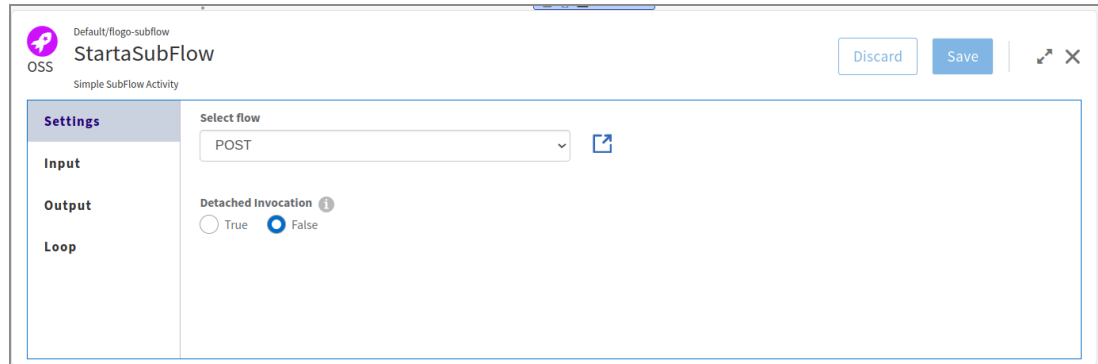 Default/flogo-subflow
StartaSubFlow
OSS
Simple SubFlow Activity
Discard
Save
Settings
Input
Output
Loop
Select flow
POST
Detached Invocation
True
False